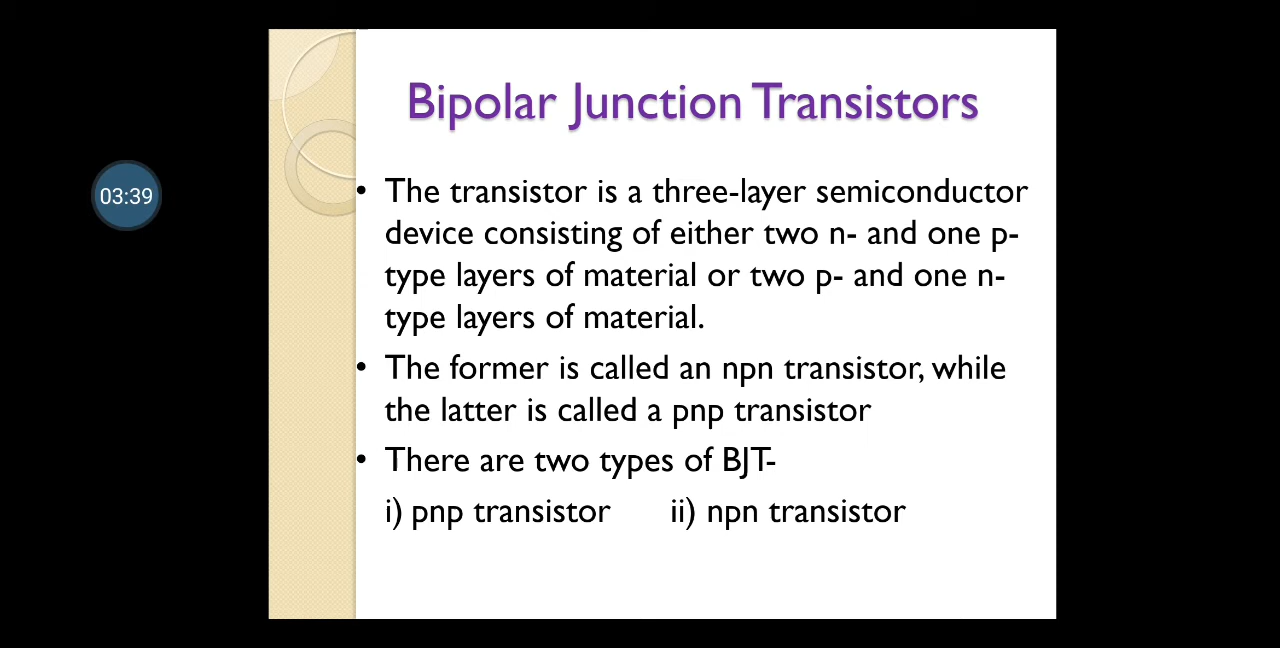 Bipolar Junction Transistors
03:39
• The transistor is a three-layer semiconductor
device consisting of either two n- and one p-
type layers of material or two p- and one n-
type layers of material.
• The former is called an npn transistor, while
the latter is called a pnp transistor
• There are two types of BJT-
i) pnp transistor ii) npn transistor